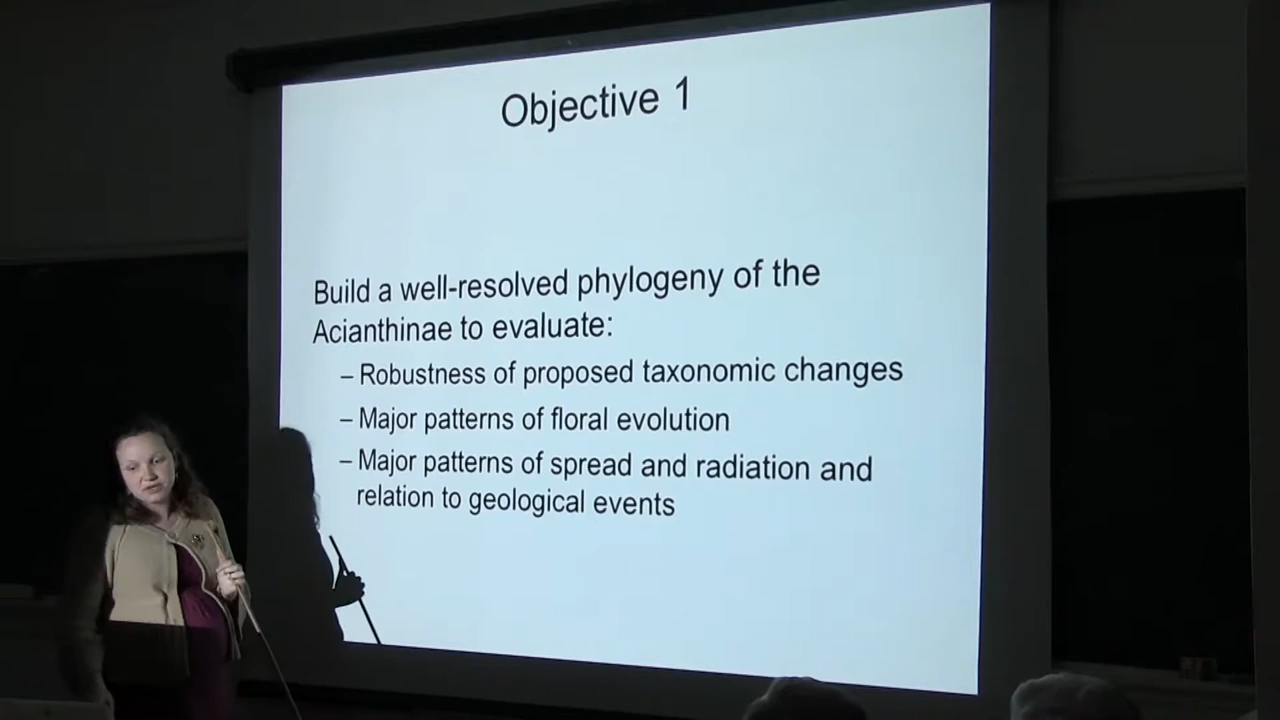 Objective 1
Build a well-resolved phylogeny of the
Acianthinae to evaluate:
– Robustness of proposed taxonomic changes
– Major patterns of floral evolution
– Major patterns of spread and radiation and
relation to geological events